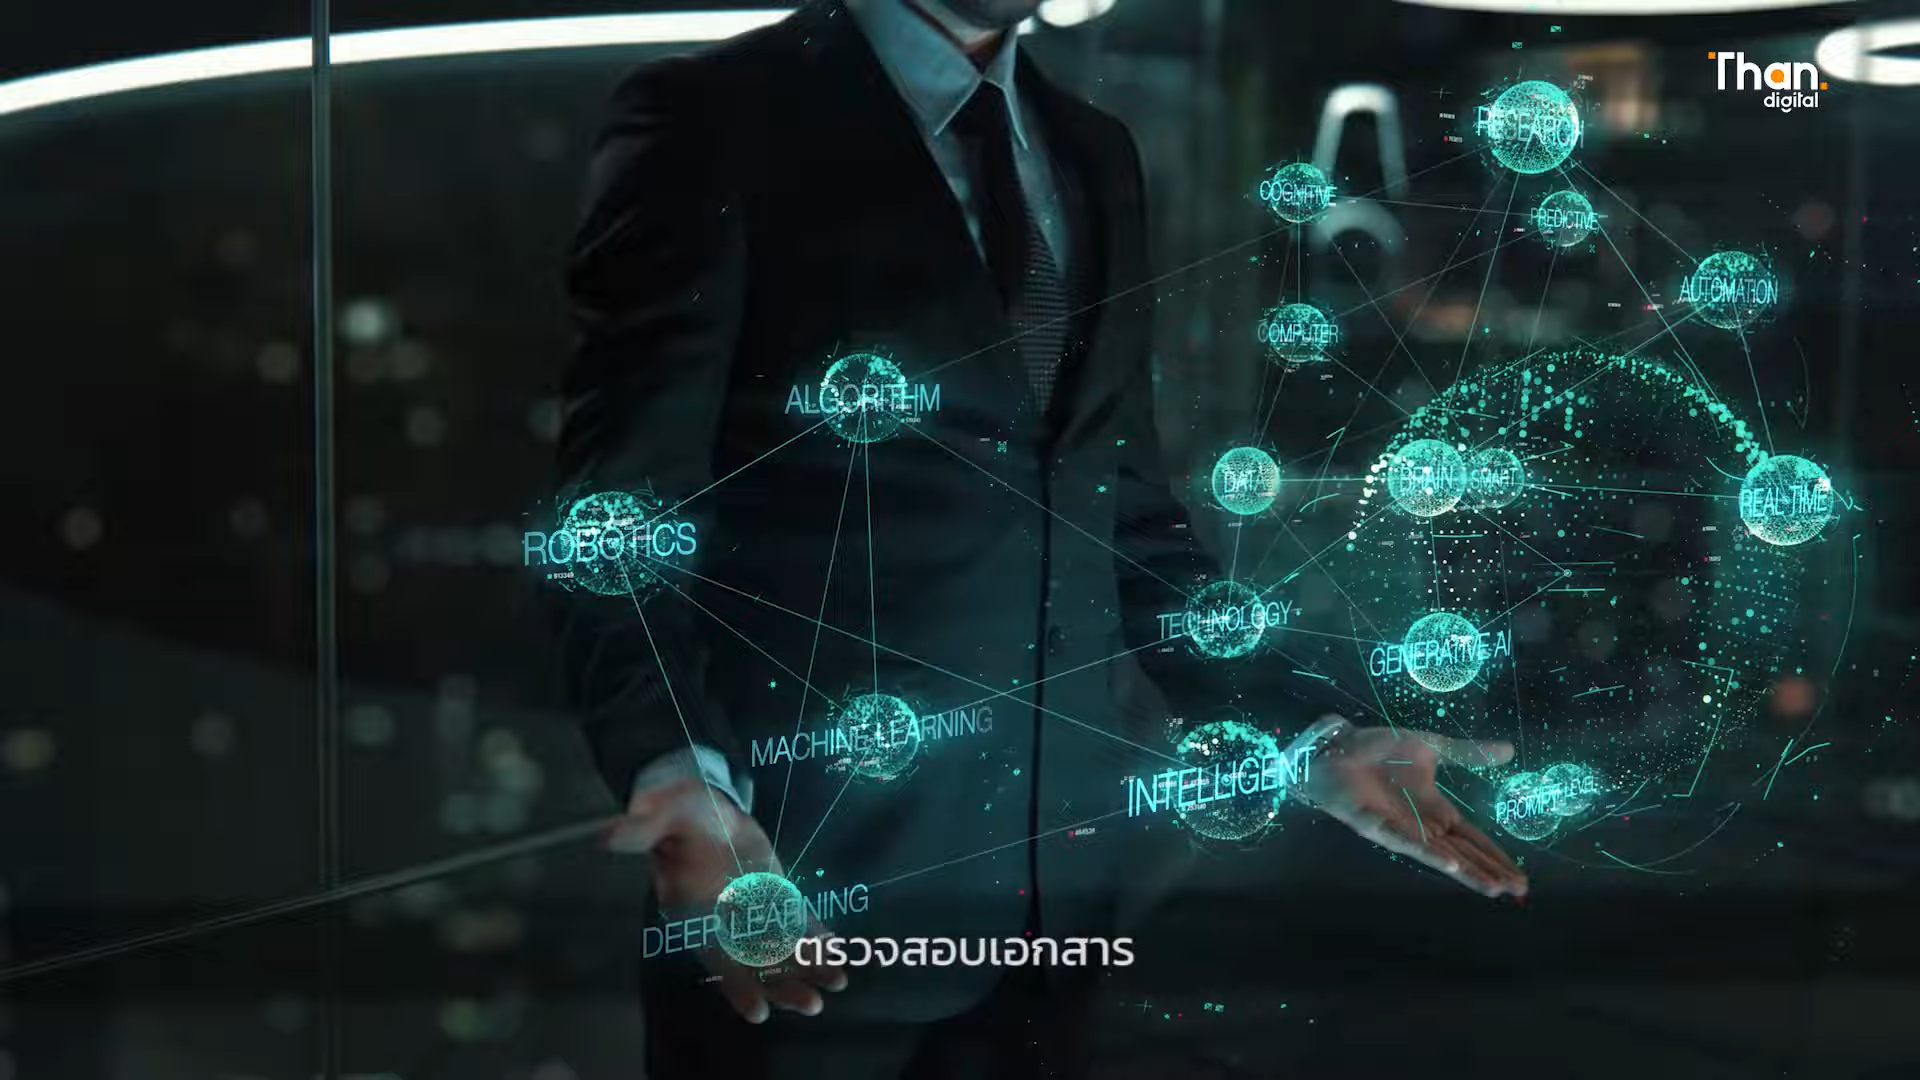 Than.
digital
RESEARCH
COGNITIVE
PREDICTIVE
AUTOMATION
COMPUTER
ALGORITHM
DATA
BRAIN
SMART
REAL-TIME
ROBOTICS
TECHNOLOGY
GENERATIVE AI
MACHINE LEARNING
INTELLIGENT
PROMPT
LEVEL
DEEP LEARNING
ตรวจสอบเอกสาร